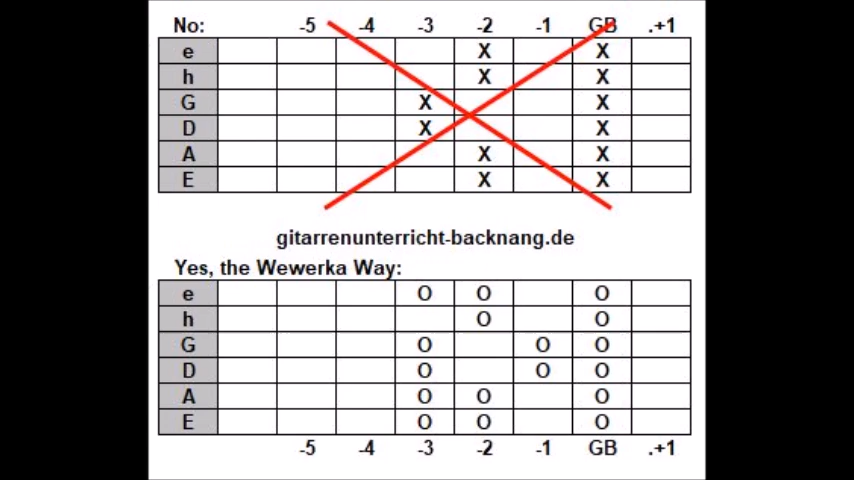 No: -5 -4 -3 -2 -1 GB .+1
e X X
h X X
G X X
D X X
A X X
E X X
gitarrenunterricht-backnang.de
Yes, the Wewerka Way:
e O O O
h O O
G O O O
D O O O
A O O O
E O O O
-5 -4 -3 -2 -1 GB .+1